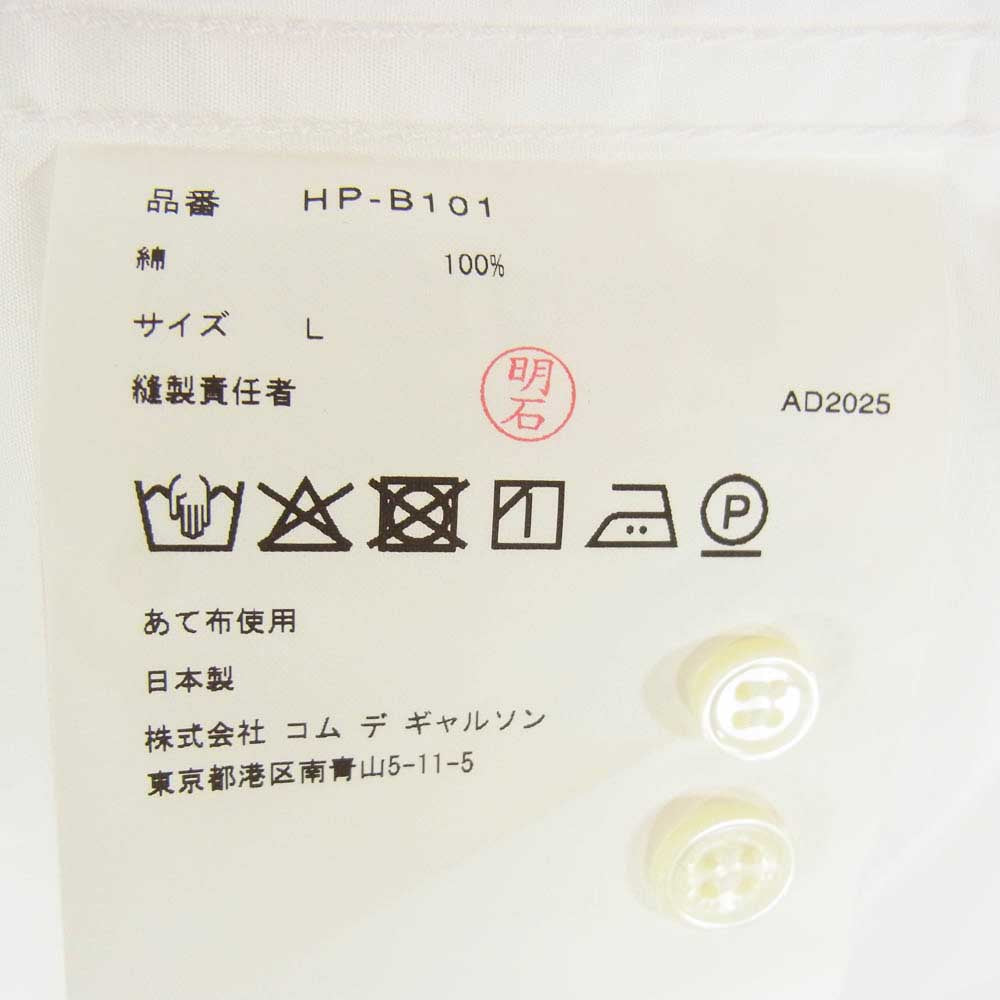 品番 HP-B101
綿 100%
サイズ L
縫製責任者 明石 AD2025
P
あて布使用
日本製
株式会社 コム デ ギャルソン
東京都港区南青山5-11-5